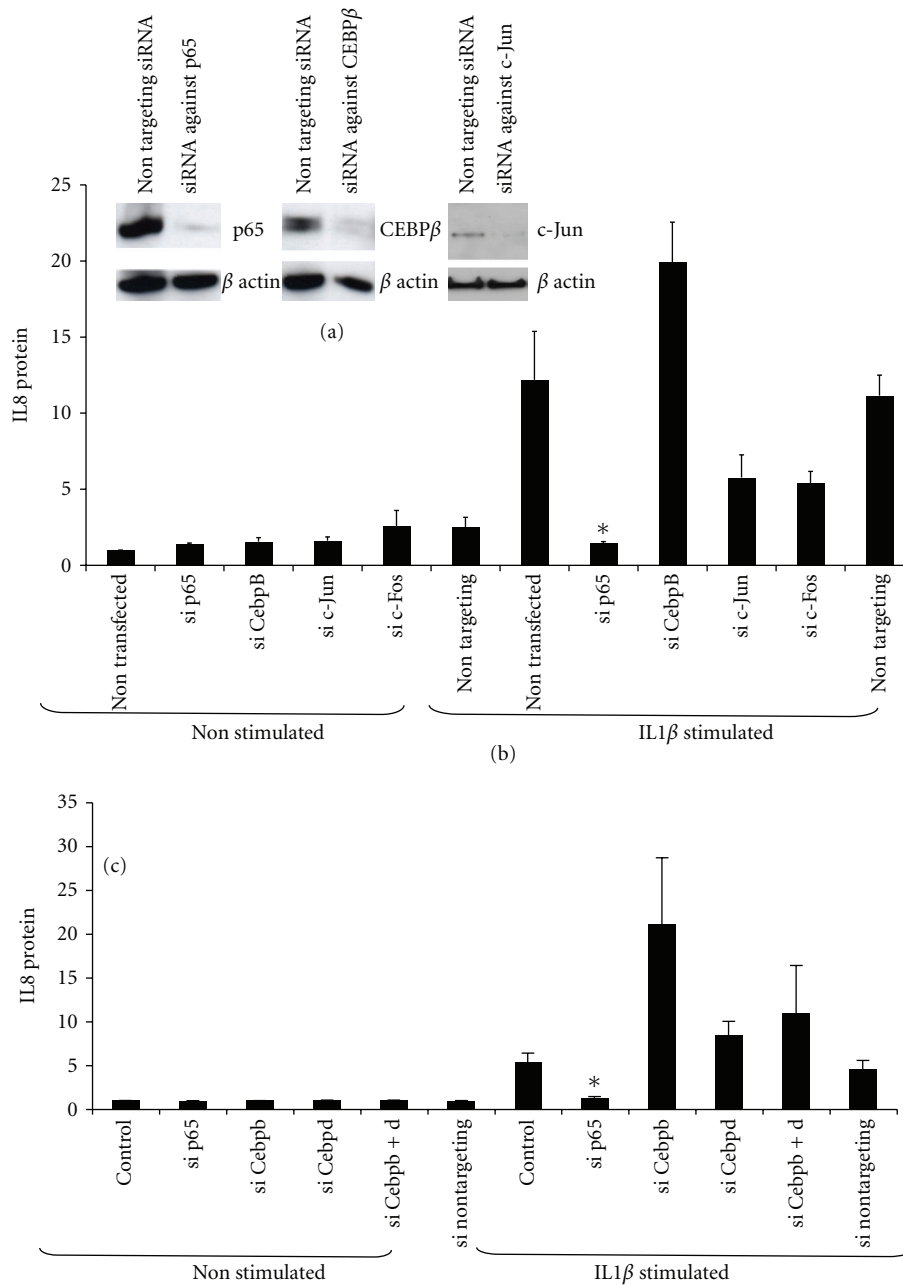 Non targeting siRNA
siRNA against p65
Non targeting siRNA
siRNA against CEBPβ
Non targeting siRNA
siRNA against c-Jun
p65
β actin
CEBPβ
β actin
c-Jun
β actin
(a)
25
20
15
10
5
0
IL8 protein
*
Non transfected
si p65
si CebpB
si c-Jun
si c-Fos
Non targeting
Non transfected
si p65
si CebpB
si c-Jun
si c-Fos
Non targeting
Non stimulated
IL1β stimulated
(b)
35
30
25
20
15
10
5
0
IL8 protein
(c)
*
Control
si p65
si Cebpb
si Cebpd
si Cebpb + d
si nontargeting
Control
si p65
si Cebpb
si Cebpd
si Cebpb + d
si nontargeting
Non stimulated
IL1β stimulated